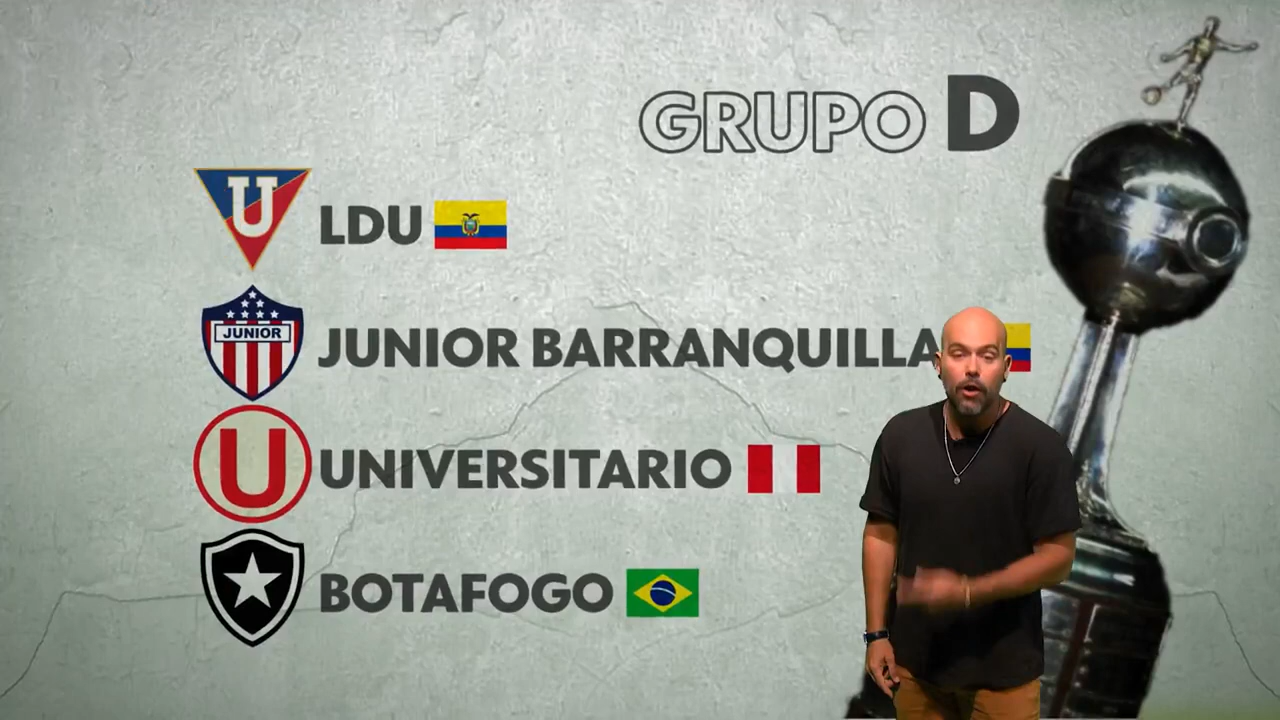 GRUPO D
U
LDU
JUNIOR
JUNIOR BARRANQUILLA
U
UNIVERSITARIO
BOTAFOGO